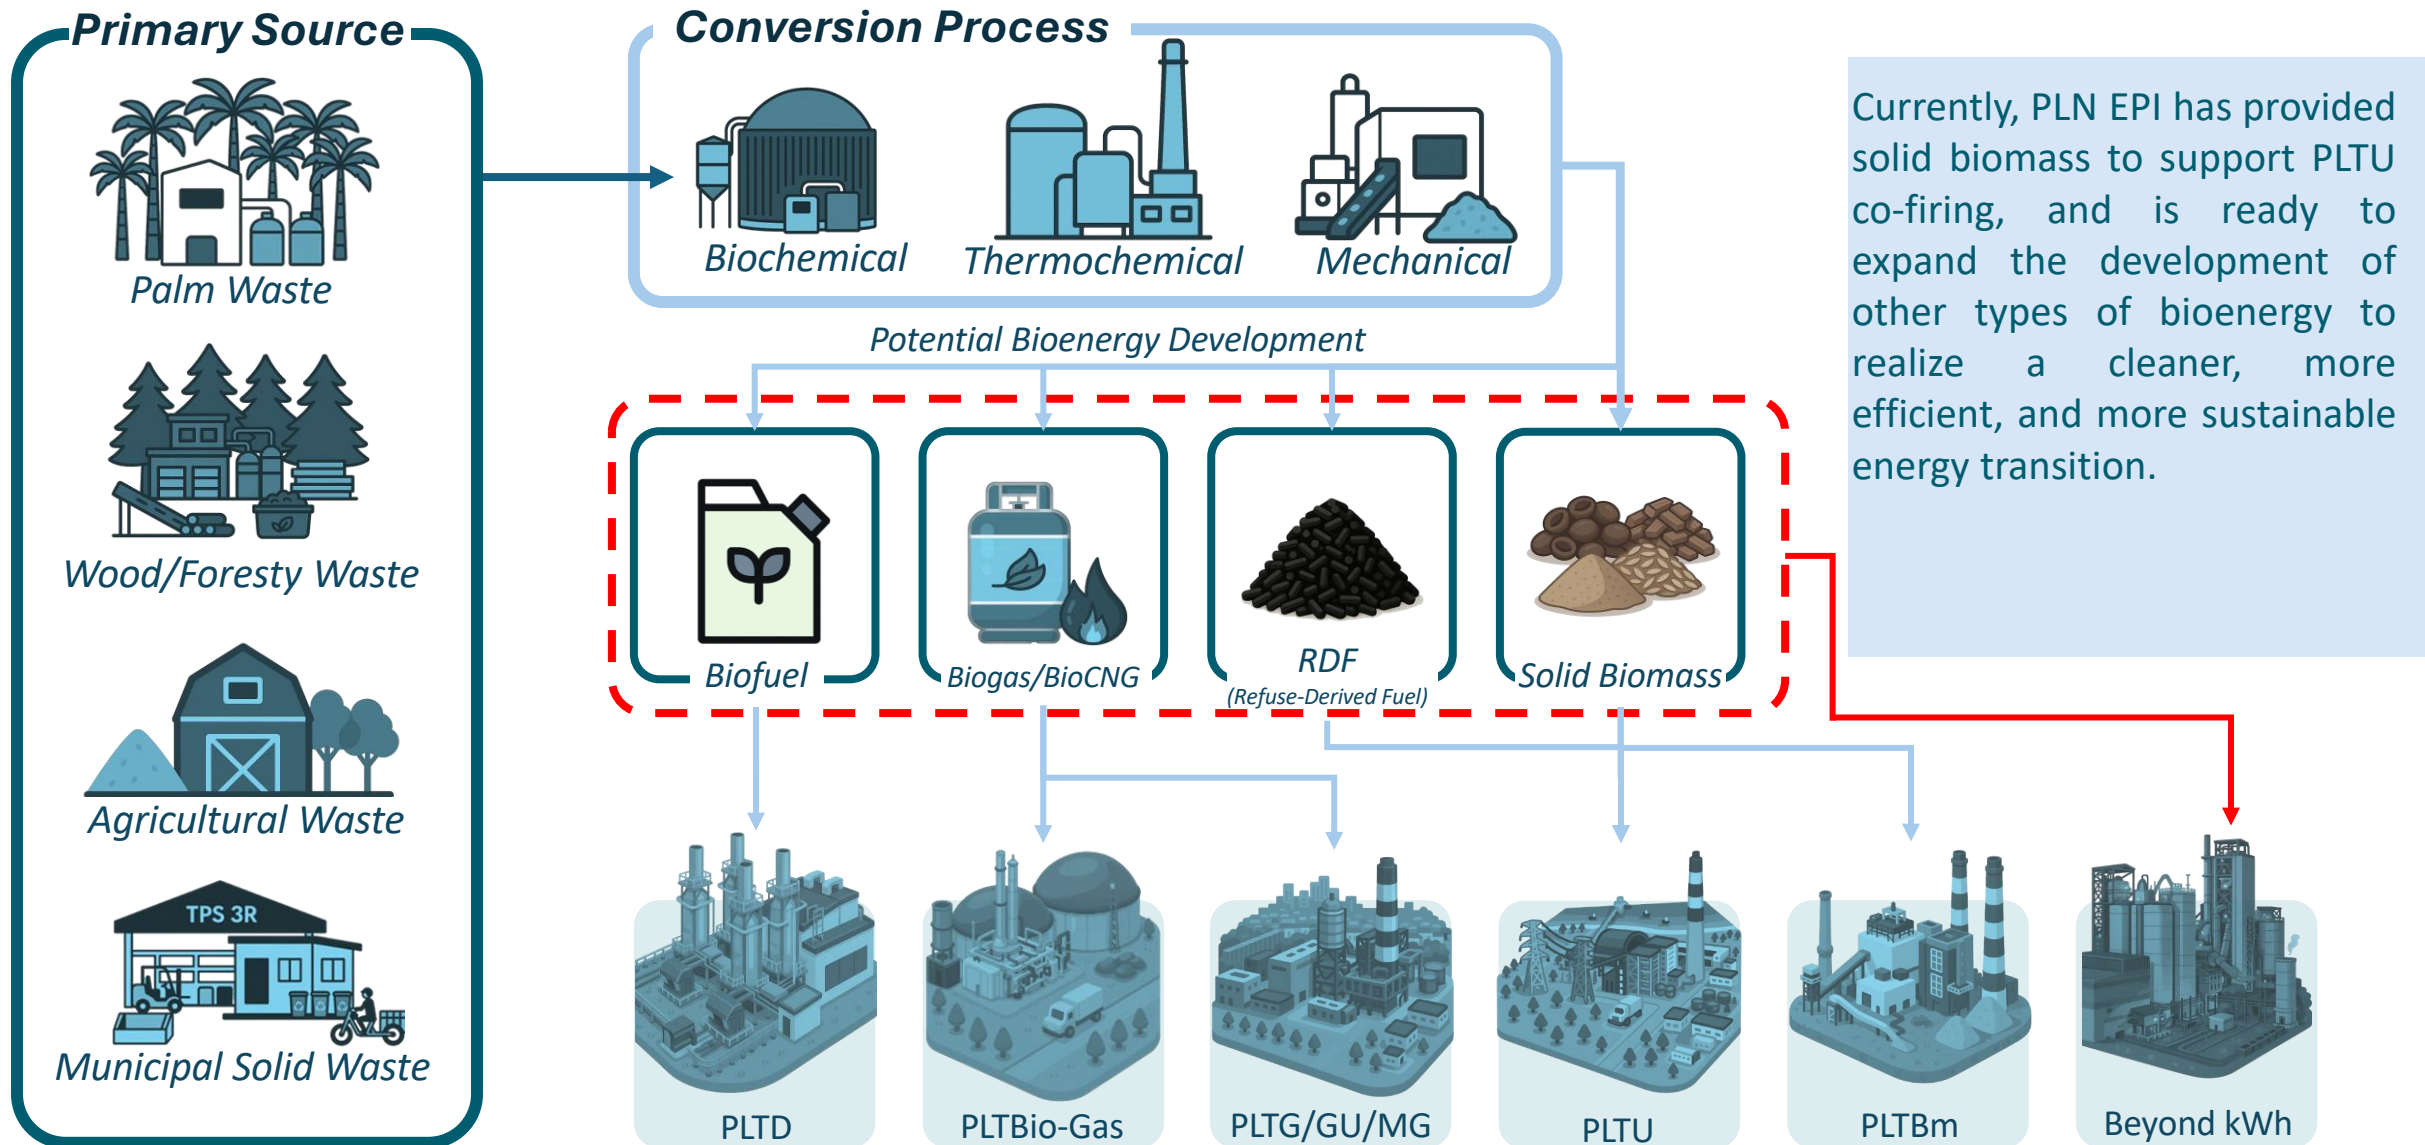 Primary Source
Palm Waste
Wood/Foresty Waste
Agricultural Waste
TPS 3R
Municipal Solid Waste
Conversion Process
Biochemical
Thermochemical
Mechanical
Potential Bioenergy Development
Biofuel
Biogas/BioCNG
RDF
(Refuse-Derived Fuel)
Solid Biomass
PLTD
PLTBio-Gas
PLTG/GU/MG
PLTU
PLTBm
Beyond kWh
Currently, PLN EPI has provided
solid biomass to support PLTU
co-firing, and is ready to
expand the development of
other types of bioenergy to
realize a cleaner, more
efficient, and more sustainable
energy transition.